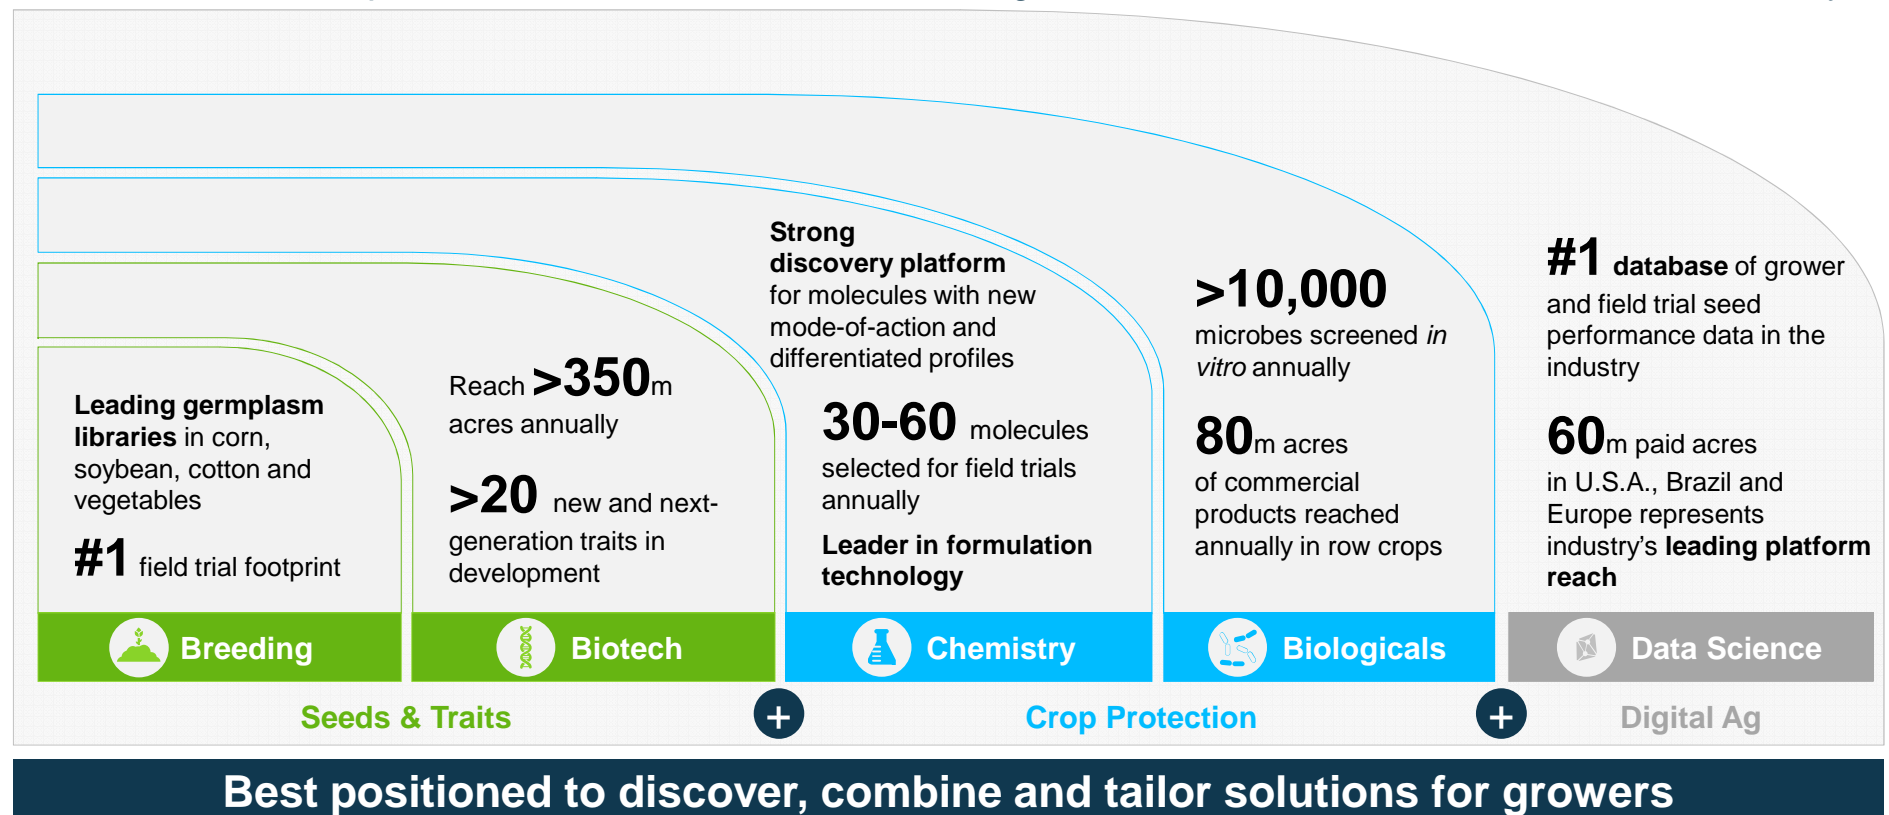 Leading germplasm
libraries in corn,
soybean, cotton and
vegetables
#1 field trial footprint
Reach >350m
acres annually
>20 new and next-
generation traits in
development
Strong
discovery platform
for molecules with new
mode-of-action and
differentiated profiles
30-60 molecules
selected for field trials
annually
Leader in formulation
technology
>10,000
microbes screened in
vitro annually
80m acres
of commercial
products reached
annually in row crops
#1 database of grower
and field trial seed
performance data in the
industry
60m paid acres
in U.S.A., Brazil and
Europe represents
industry's leading platform
reach
Breeding
Biotech
Chemistry
Biologicals
Data Science
Seeds & Traits
+
Crop Protection
+
Digital Ag
Best positioned to discover, combine and tailor solutions for growers